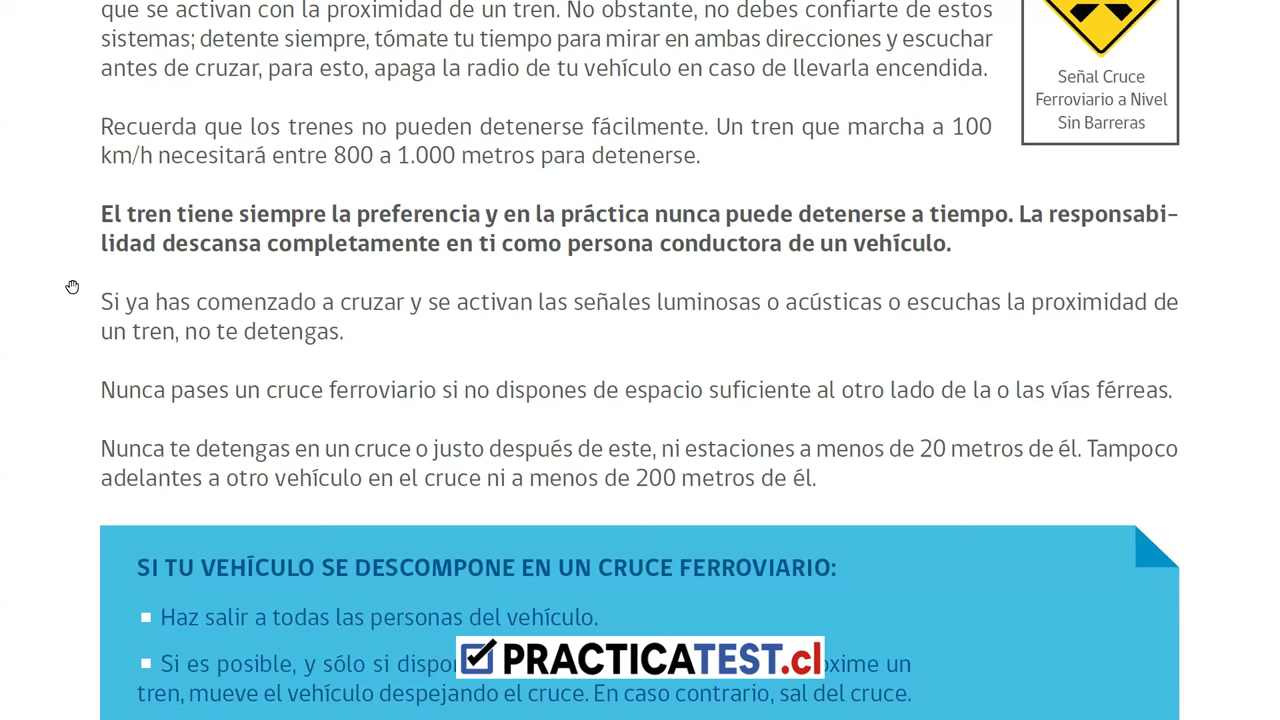 que se activan con la proximidad de un tren. No obstante, no debes confiarte de estos
sistemas; detente siempre, tómate tu tiempo para mirar en ambas direcciones y escuchar
antes de cruzar, para esto, apaga la radio de tu vehículo en caso de llevarla encendida.
Señal Cruce
Ferroviario a Nivel
Sin Barreras
Recuerda que los trenes no pueden detenerse fácilmente. Un tren que marcha a 100
km/h necesitará entre 800 a 1.000 metros para detenerse.
El tren tiene siempre la preferencia y en la práctica nunca puede detenerse a tiempo. La responsabi-
lidad descansa completamente en ti como persona conductora de un vehículo.
Si ya has comenzado a cruzar y se activan las señales luminosas o acústicas o escuchas la proximidad de
un tren, no te detengas.
Nunca pases un cruce ferroviario si no dispones de espacio suficiente al otro lado de la o las vías férreas.
Nunca te detengas en un cruce o justo después de este, ni estaciones a menos de 20 metros de él. Tampoco
adelantes a otro vehículo en el cruce ni a menos de 200 metros de él.
SI TU VEHÍCULO SE DESCOMPONE EN UN CRUCE FERROVIARIO:
Haz salir a todas las personas del vehículo.
Si es posible, y sólo si un
PRACTICATEST.cl
tren, mueve el vehículo despejando el cruce. En caso contrario, sal del cruce.